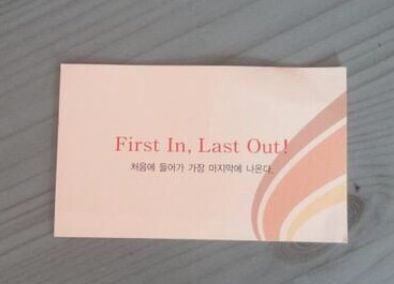 First In, Last Out!
처음에 들어가 가장 마지막에 나온다.